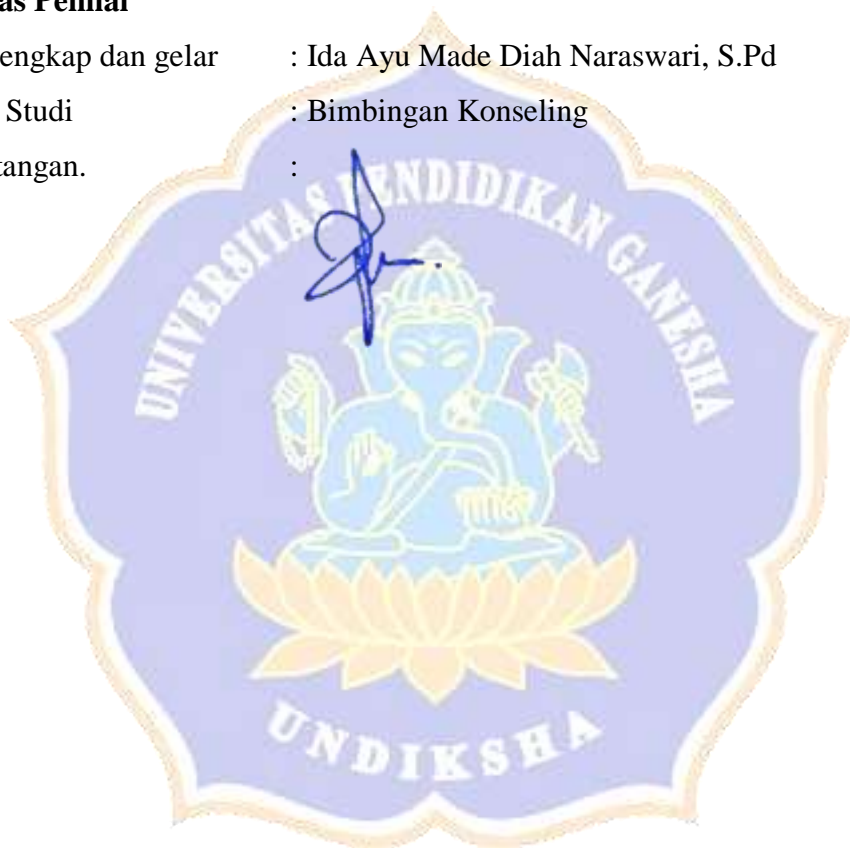 as Penilai
engkap dan gelar : Ida Ayu Made Diah Naraswari, S.Pd
Studi : Bimbingan Konseling
tangan. :
UNIVERSITAS PENDIDIKAN GANESHA
UNDIKSHA